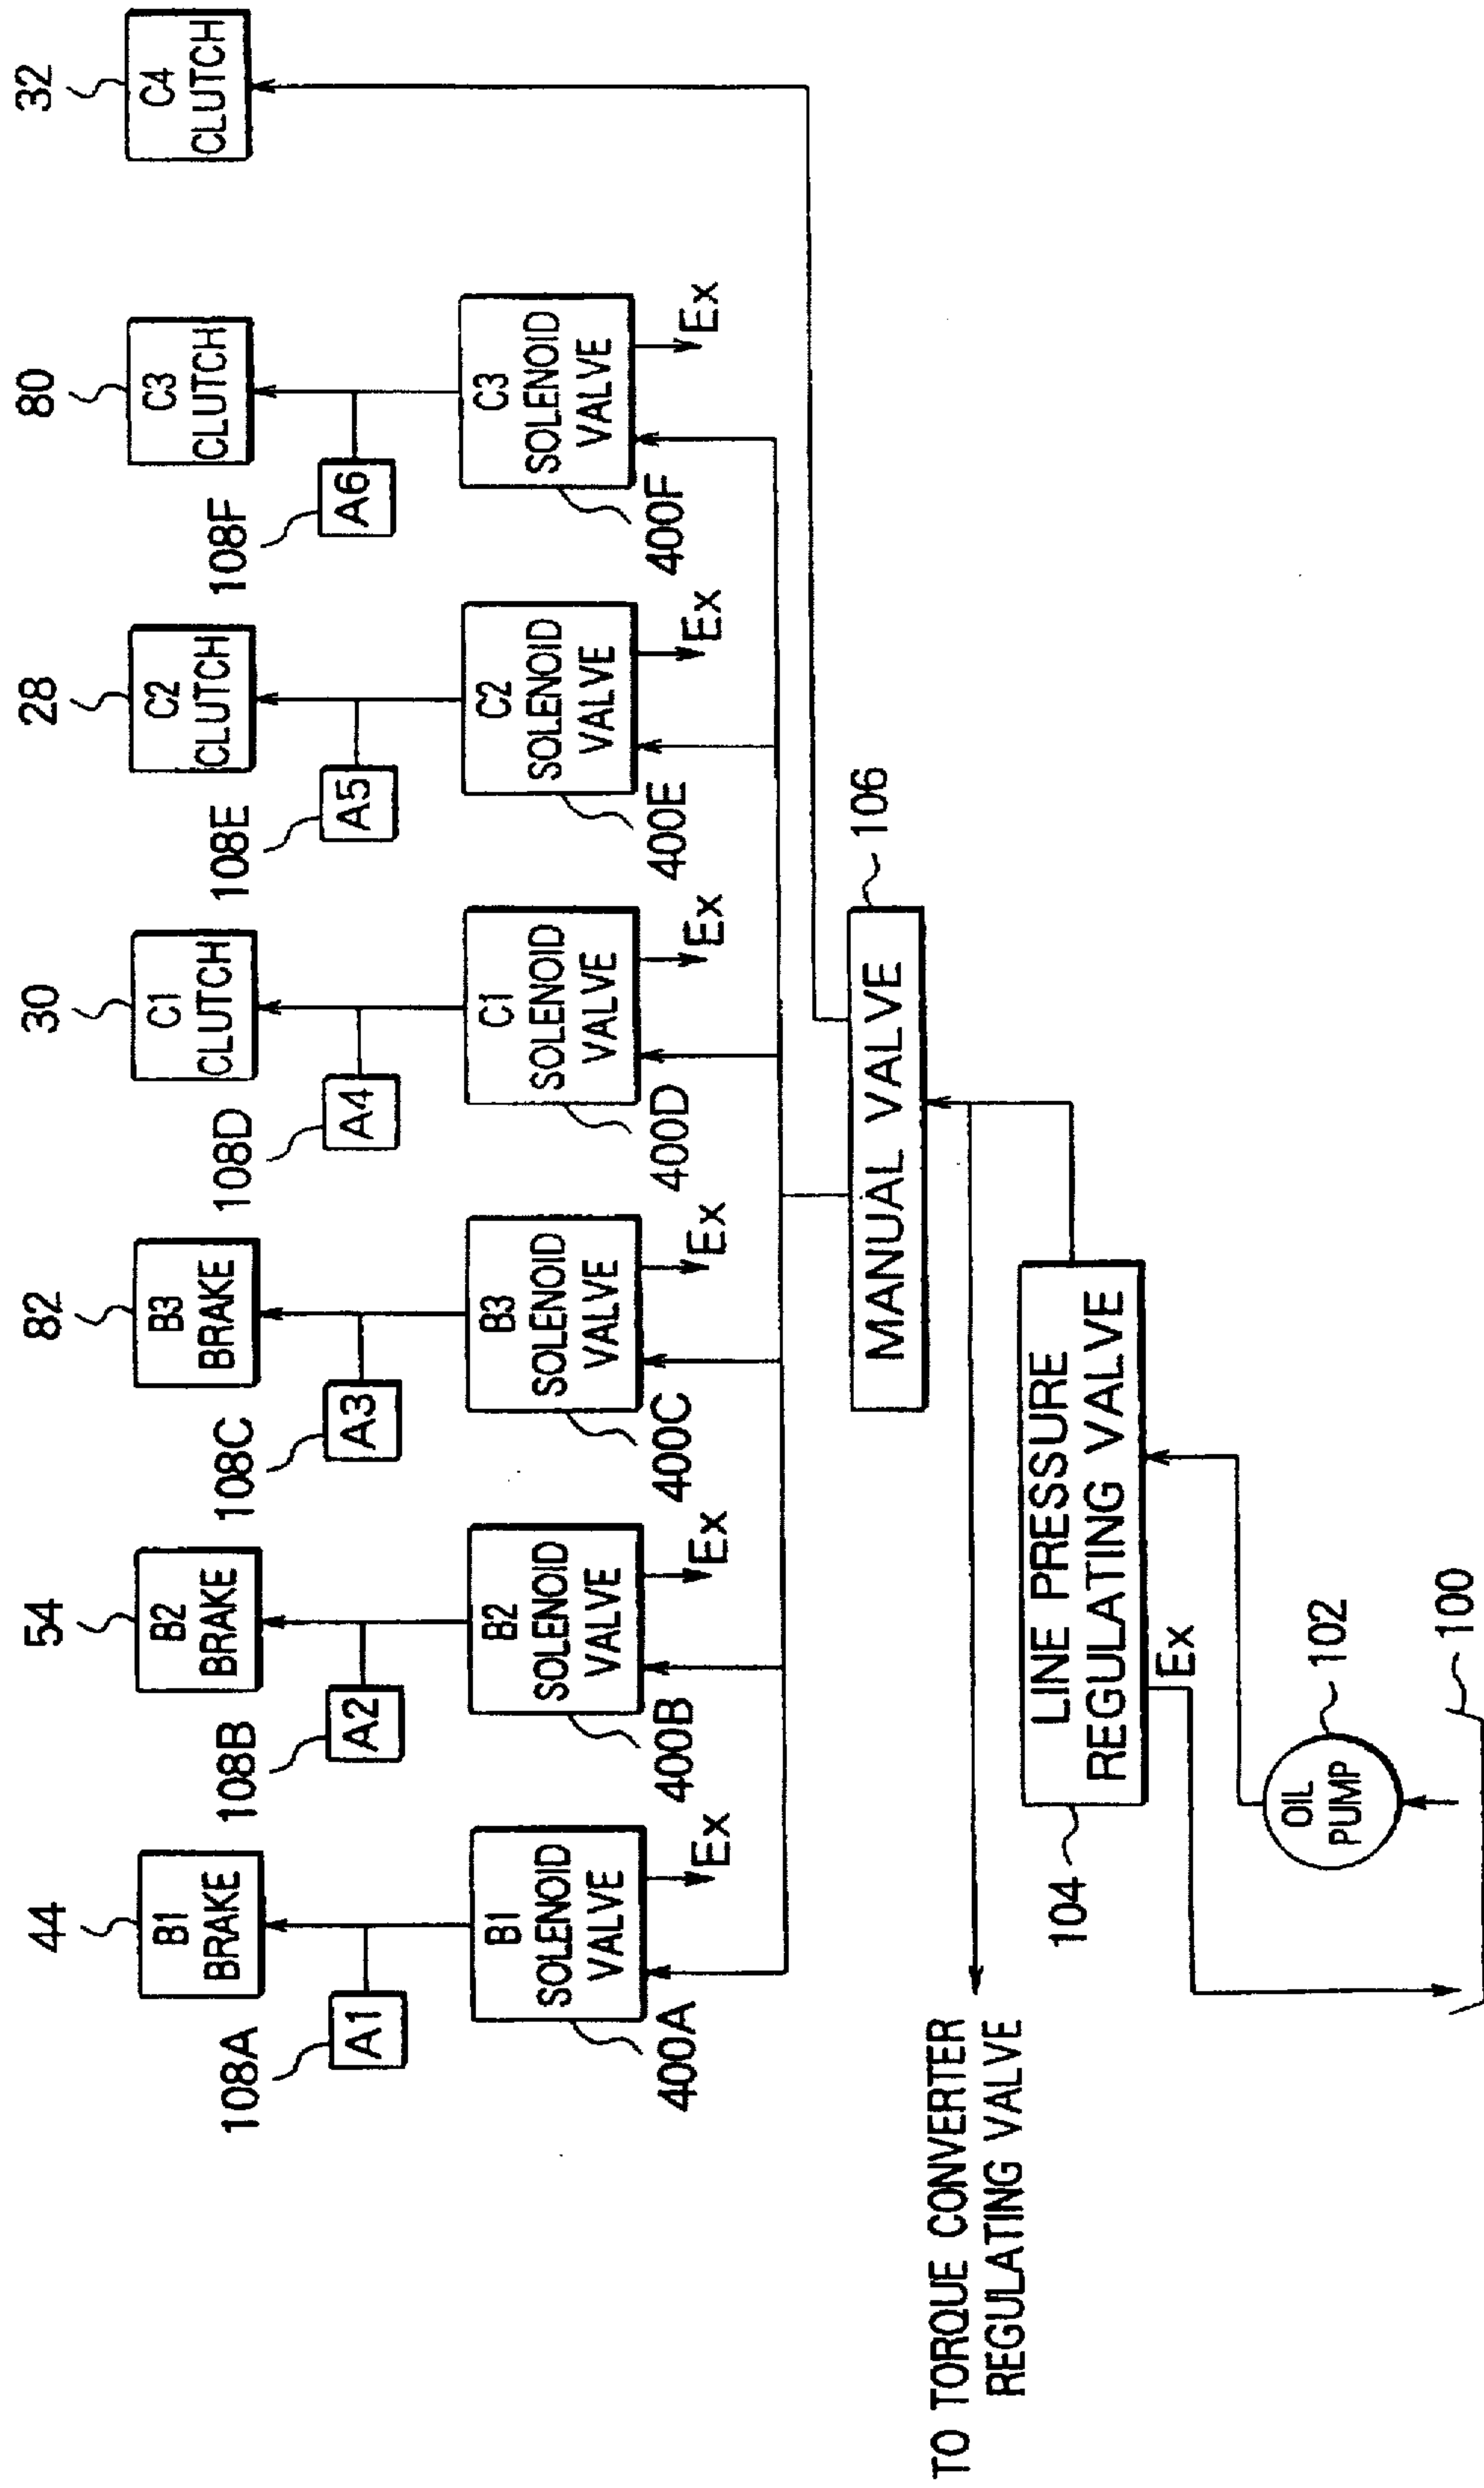 44
54
82
30
28
80
32
B1
BRAKE
B2
BRAKE
B3
BRAKE
C1
CLUTCH
C2
CLUTCH
C3
CLUTCH
C4
CLUTCH
108A
108B
108C
108D
108E
108F
A1
A2
A3
A4
A5
A6
B1
SOLENOID
VALVE
B2
SOLENOID
VALVE
B3
SOLENOID
VALVE
C1
SOLENOID
VALVE
C2
SOLENOID
VALVE
C3
SOLENOID
VALVE
400A
Ex
400B
Ex
400C
Ex
400D
Ex
400E
Ex
400F
Ex
MANUAL VALVE
106
TO TORQUE CONVERTER
REGULATING VALVE
LINE PRESSURE
REGULATING VALVE
104
Ex
OIL
PUMP
102
100